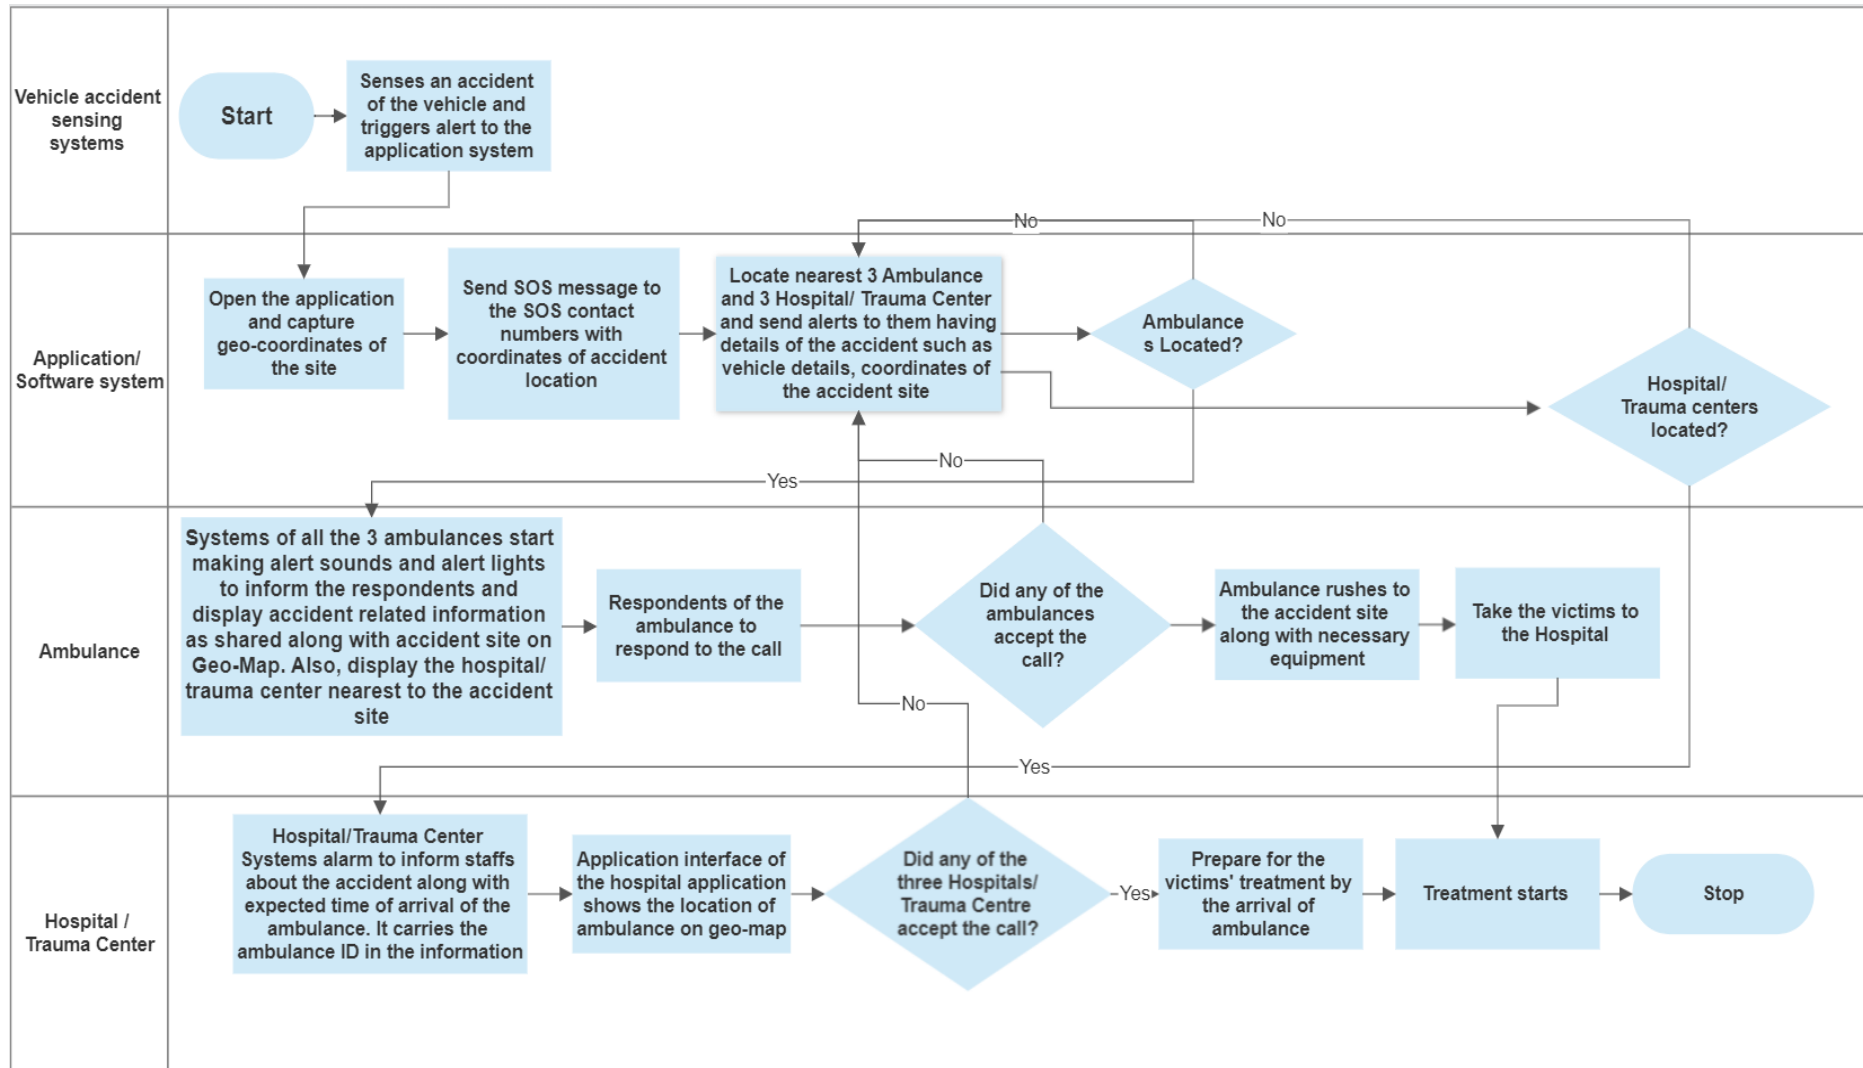 Vehicle accident
sensing
systems
Start
Senses an accident
of the vehicle and
triggers alert to the
application system
No
No
Application/
Software system
Open the application
and capture
geo-coordinates of
the site
Send SOS message to
the SOS contact
numbers with
coordinates of accident
location
Locate nearest 3 Ambulance
and 3 Hospital/ Trauma Center
and send alerts to them having
details of the accident such as
vehicle details, coordinates of
the accident site
Ambulance
s Located?
Hospital/
Trauma centers
located?
No
Yes
Ambulance
Systems of all the 3 ambulances start
making alert sounds and alert lights
to inform the respondents and
display accident related information
as shared along with accident site on
Geo-Map. Also, display the hospital/
trauma center nearest to the accident
site
Respondents of the
ambulance to
respond to the call
Did any of the
ambulances
accept the
call?
Ambulance rushes to
the accident site
along with necessary
equipment
Take the victims to
the Hospital
No
Yes
Hospital /
Trauma Center
Hospital/Trauma Center
Systems alarm to inform staffs
about the accident along with
expected time of arrival of the
ambulance. It carries the
ambulance ID in the information
Application interface of
the hospital application
shows the location of
ambulance on geo-map
Did any of the
three Hospitals/
Trauma Centre
accept the call?
Yes
Prepare for the
victims' treatment by
the arrival of
ambulance
Treatment starts
Stop